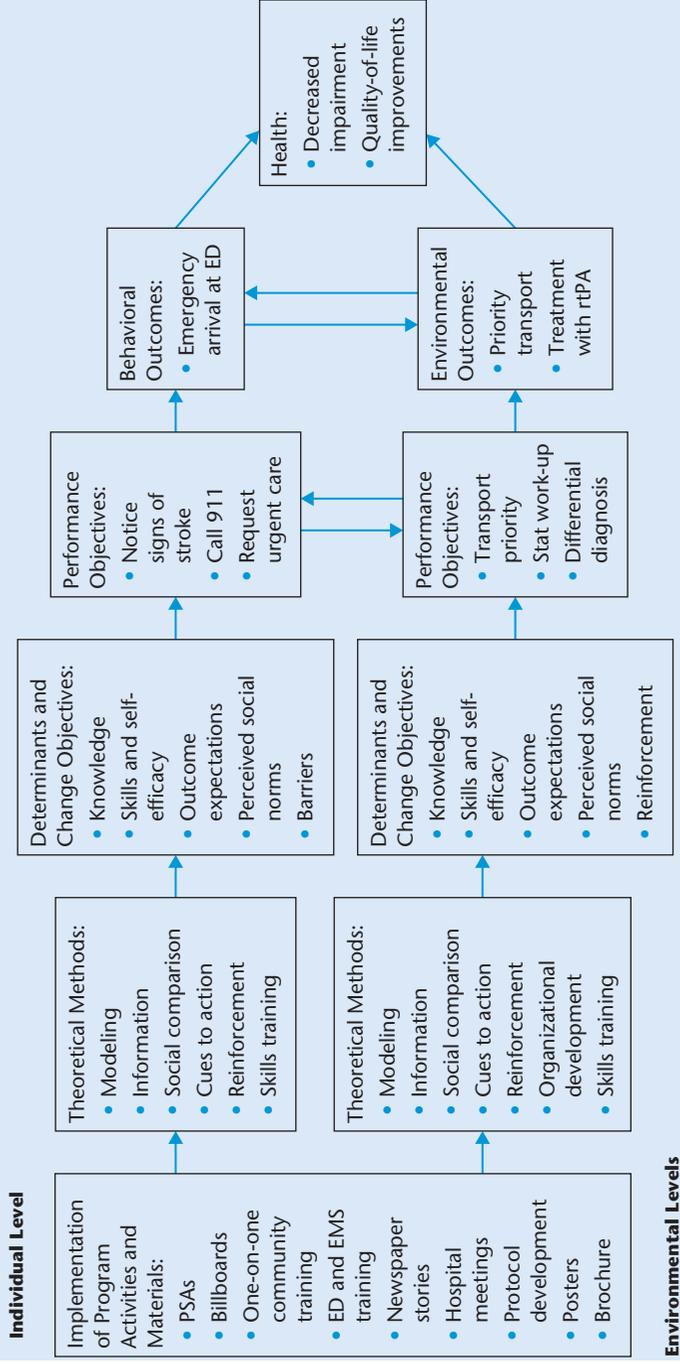 Individual Level
Implementation
of Program
Activities and
Materials:
• PSAs
• Billboards
• One-on-one
community
training
• ED and EMS
training
• Newspaper
stories
• Hospital
meetings
• Protocol
development
• Posters
• Brochure
Theoretical Methods:
• Modeling
• Information
• Social comparison
• Cues to action
• Reinforcement
• Skills training
Determinants and
Change Objectives:
• Knowledge
• Skills and self-
efficacy
• Outcome
expectations
• Perceived social
norms
• Barriers
Performance
Objectives:
• Notice
signs of
stroke
• Call 911
• Request
urgent care
Behavioral
Outcomes:
• Emergency
arrival at ED
Health:
• Decreased
impairment
• Quality-of-life
improvements
Theoretical Methods:
• Modeling
• Information
• Social comparison
• Cues to action
• Reinforcement
• Organizational
development
• Skills training
Determinants and
Change Objectives:
• Knowledge
• Skills and self-
efficacy
• Outcome
expectations
• Perceived social
norms
• Reinforcement
Performance
Objectives:
• Transport
priority
• Stat work-up
• Differential
diagnosis
Environmental
Outcomes:
• Priority
transport
• Treatment
with rtPA
Environmental Levels